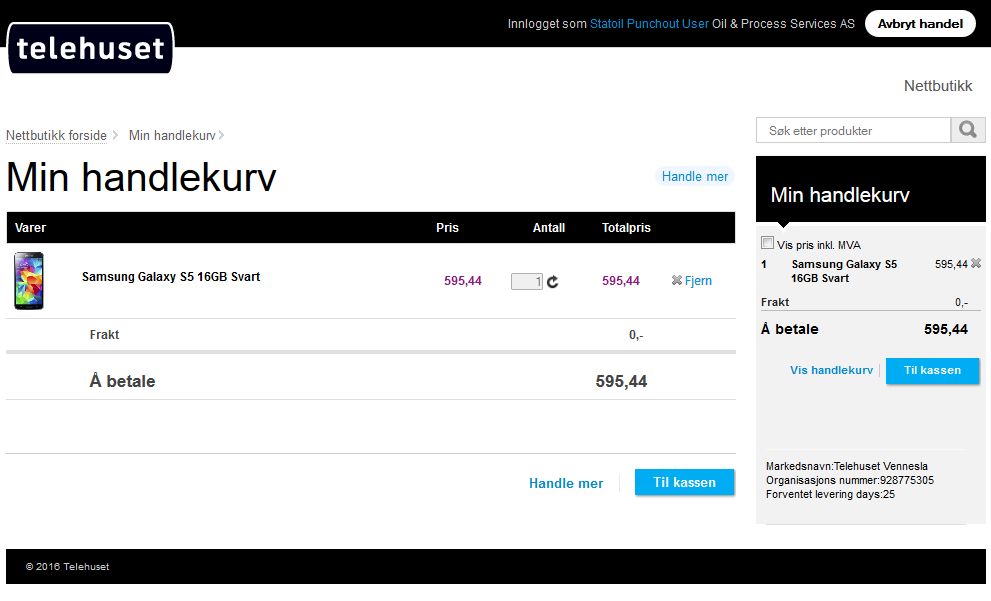 Innlogget som Statoil Punchout User Oil & Process Services AS Avbryt handel
telehuset
Nettbutikk
Nettbutikk forside Min handlekurv
Søk etter produkter
Min handlekurv
Handle mer
Varer Pris Antall Totalpris
Samsung Galaxy S5 16GB Svart 595,44 1 595,44 Fjern
Frakt 0,-
Å betale 595,44
Handle mer Til kassen
Min handlekurv
Vis pris inkl. MVA
1 Samsung Galaxy S5 595,44
16GB Svart
Frakt 0,-
Å betale 595,44
Vis handlekurv Til kassen
Markedsnavn:Telehuset Vennesla
Organisasjons nummer:928775305
Forventet levering days:25
© 2016 Telehuset